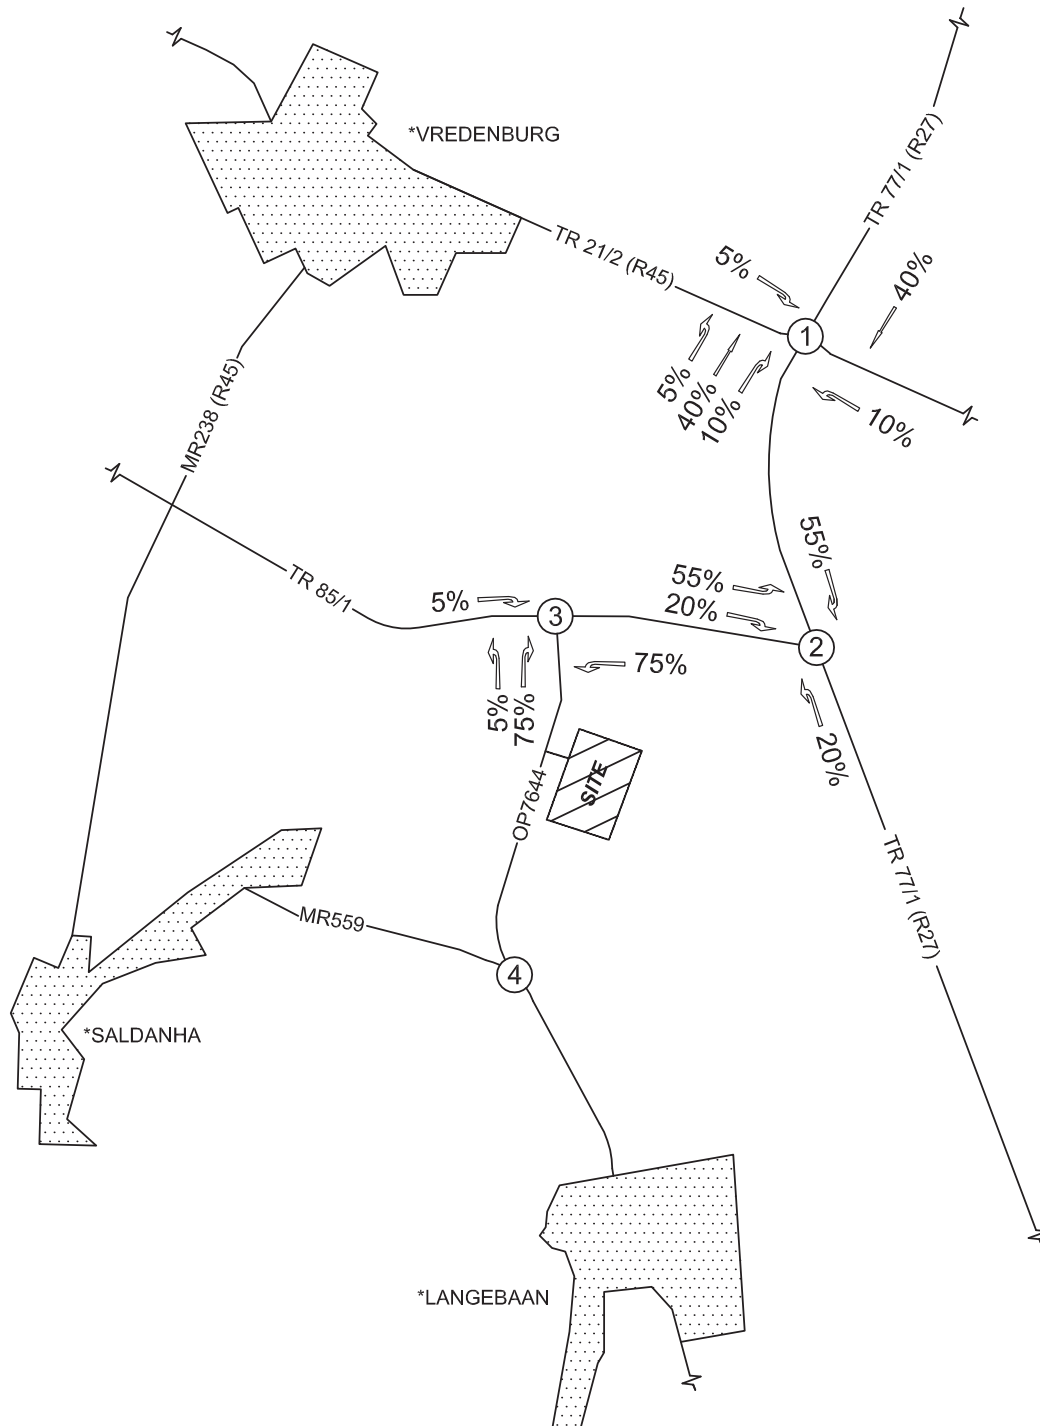 *VREDENBURG
TR 77/1 (R27)
TR 21/2 (R45)
5%
40%
1
5%
40%
10%
10%
MR238 (R45)
TR 85/1
55%
55%
20%
5%
3
2
75%
5%
75%
20%
SITE
OP7644
TR 77/1 (R27)
MR559
4
*SALDANHA
*LANGEBAAN